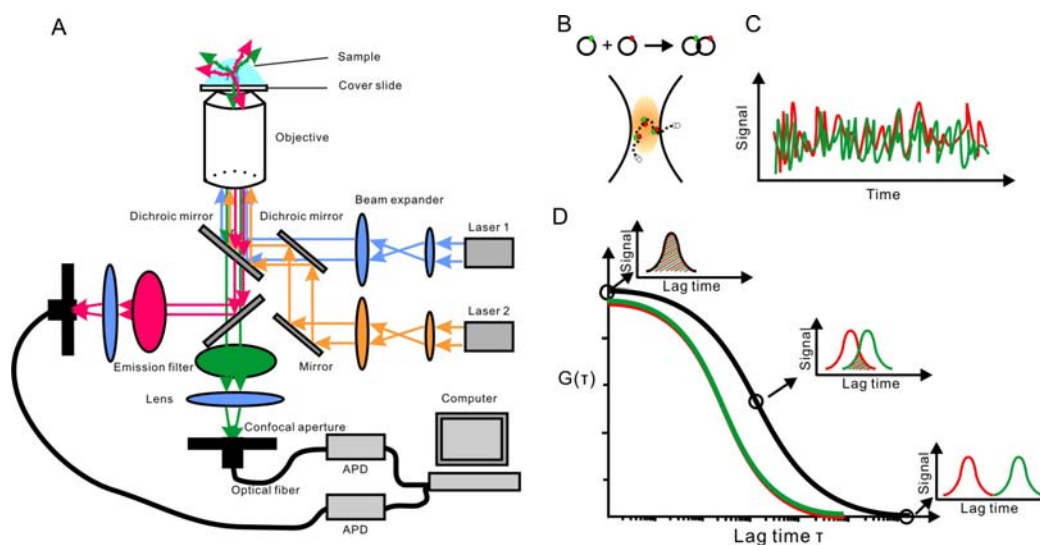 A
Sample
Cover slide
Objective
Dichroic mirror
Dichroic mirror
Beam expander
Laser 1
Laser 2
Emission filter
Mirror
Lens
Confocal aperture
Computer
APD
Optical fiber
APD
B
+
C
Signal
Time
D
Signal
Lag time
Signal
Lag time
G(τ)
Signal
Lag time
Lag time τ